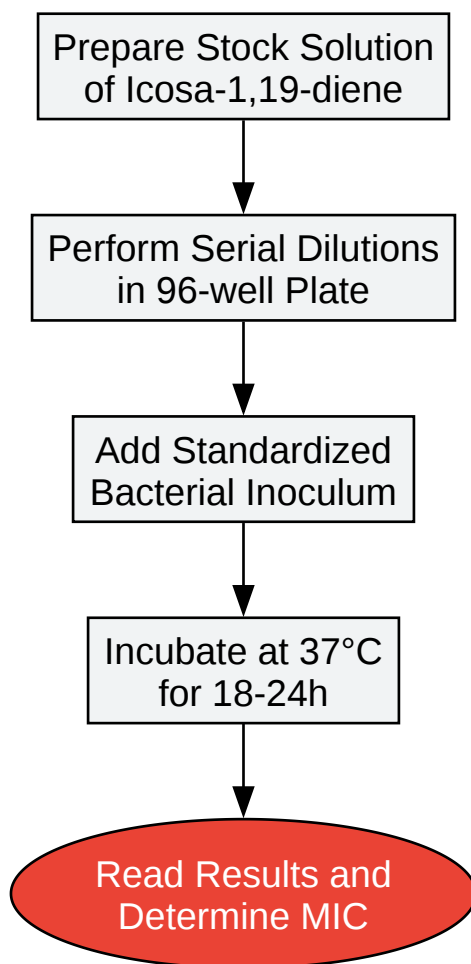 Prepare Stock Solution
of Icosa-1,19-diene
Perform Serial Dilutions
in 96-well Plate
Add Standardized
Bacterial Inoculum
Incubate at 37°C
for 18-24h
Read Results and
Determine MIC